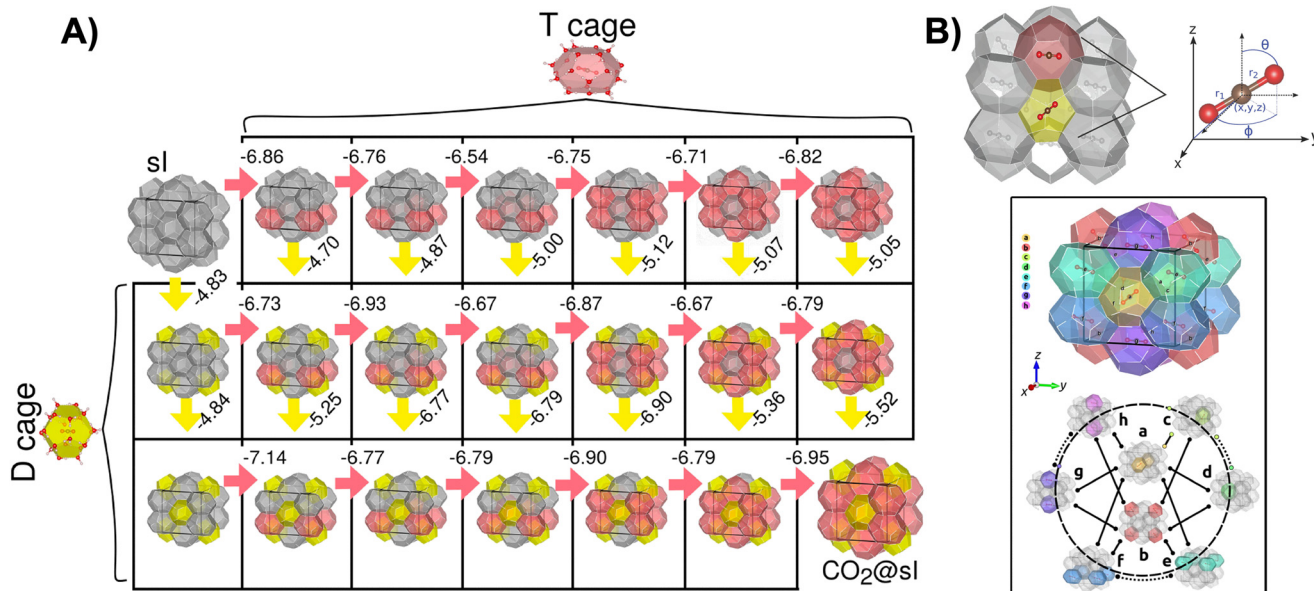 A)
T cage
sI
-6.86 -6.76 -6.54 -6.75 -6.71 -6.82
-4.83 -4.70 -4.87 -5.00 -5.12 -5.07 -5.05
-6.73 -6.93 -6.67 -6.87 -6.67 -6.79
D cage
-4.84 -5.25 -6.77 -6.79 -6.90 -5.36 -5.52
-7.14 -6.77 -6.79 -6.90 -6.79 -6.95
CO₂@sI
B)
z
θ
r₂
r₁
(x,y,z)
ϕ
x
y
a
b
c
d
e
f
g
h
z
x
y
h a c
g d
f b e